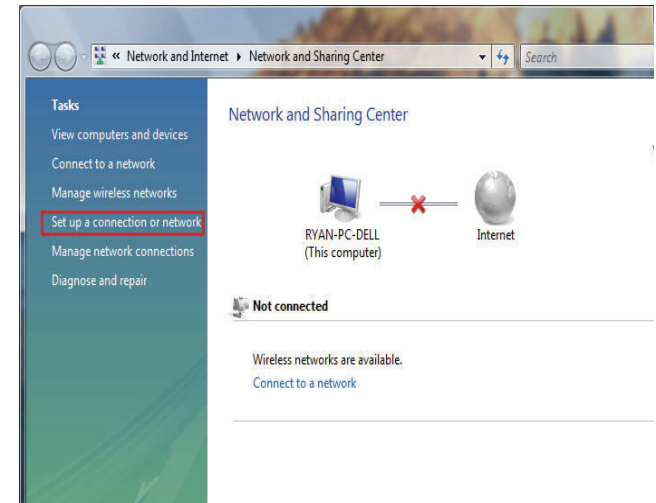 « Network and Internet ▸ Network and Sharing Center
Search
Tasks
View computers and devices
Connect to a network
Manage wireless networks
Set up a connection or network
Manage network connections
Diagnose and repair
Network and Sharing Center
RYAN-PC-DELL
(This computer)
Internet
Not connected
Wireless networks are available.
Connect to a network